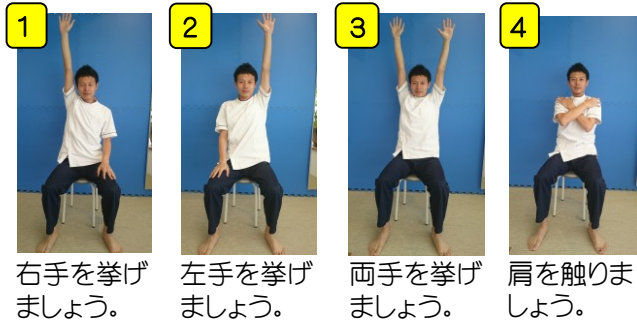 1
2
3
4
右手を挙げ
ましょう。
左手を挙げ
ましょう。
両手を挙げ
ましょう。
肩を触りま
しょう。